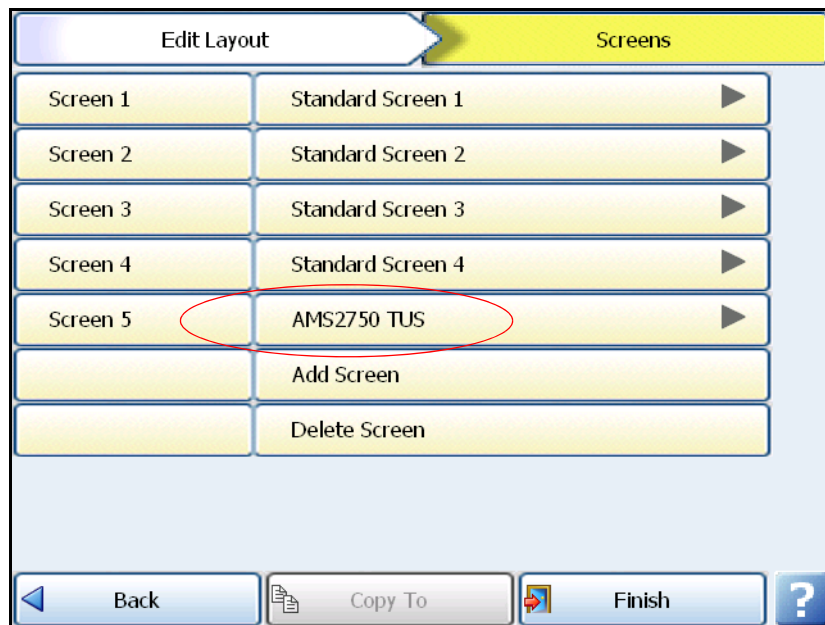 Edit Layout Screens
Screen 1 Standard Screen 1
Screen 2 Standard Screen 2
Screen 3 Standard Screen 3
Screen 4 Standard Screen 4
Screen 5 AMS2750 TUS
Add Screen
Delete Screen
Back Copy To Finish ?